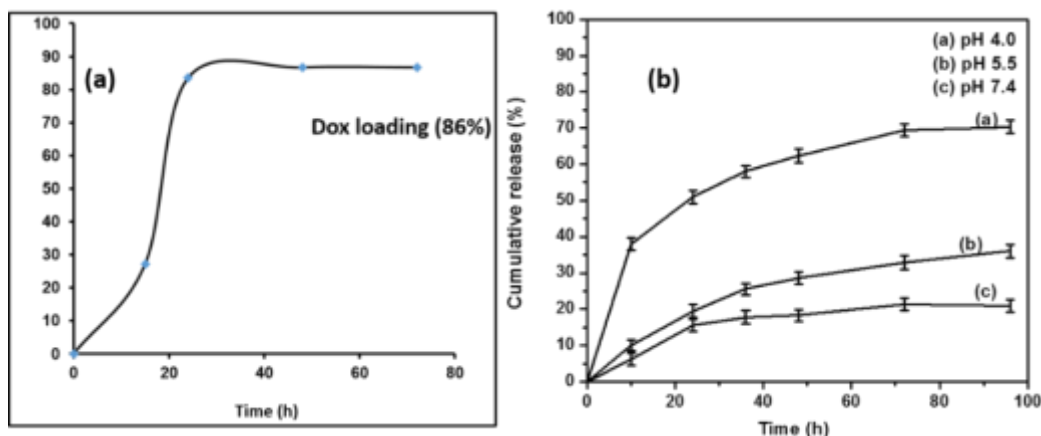 100
90
80
70
60
50
40
30
20
10
0
(a)
Dox loading (86%)
0 20 40 60 80
Time (h)
(b)
(a) pH 4.0
(b) pH 5.5
(c) pH 7.4
Cumulative release (%)
100
90
80
70
60
50
40
30
20
10
0
(a)
(b)
(c)
0 20 40 60 80 100
Time (h)